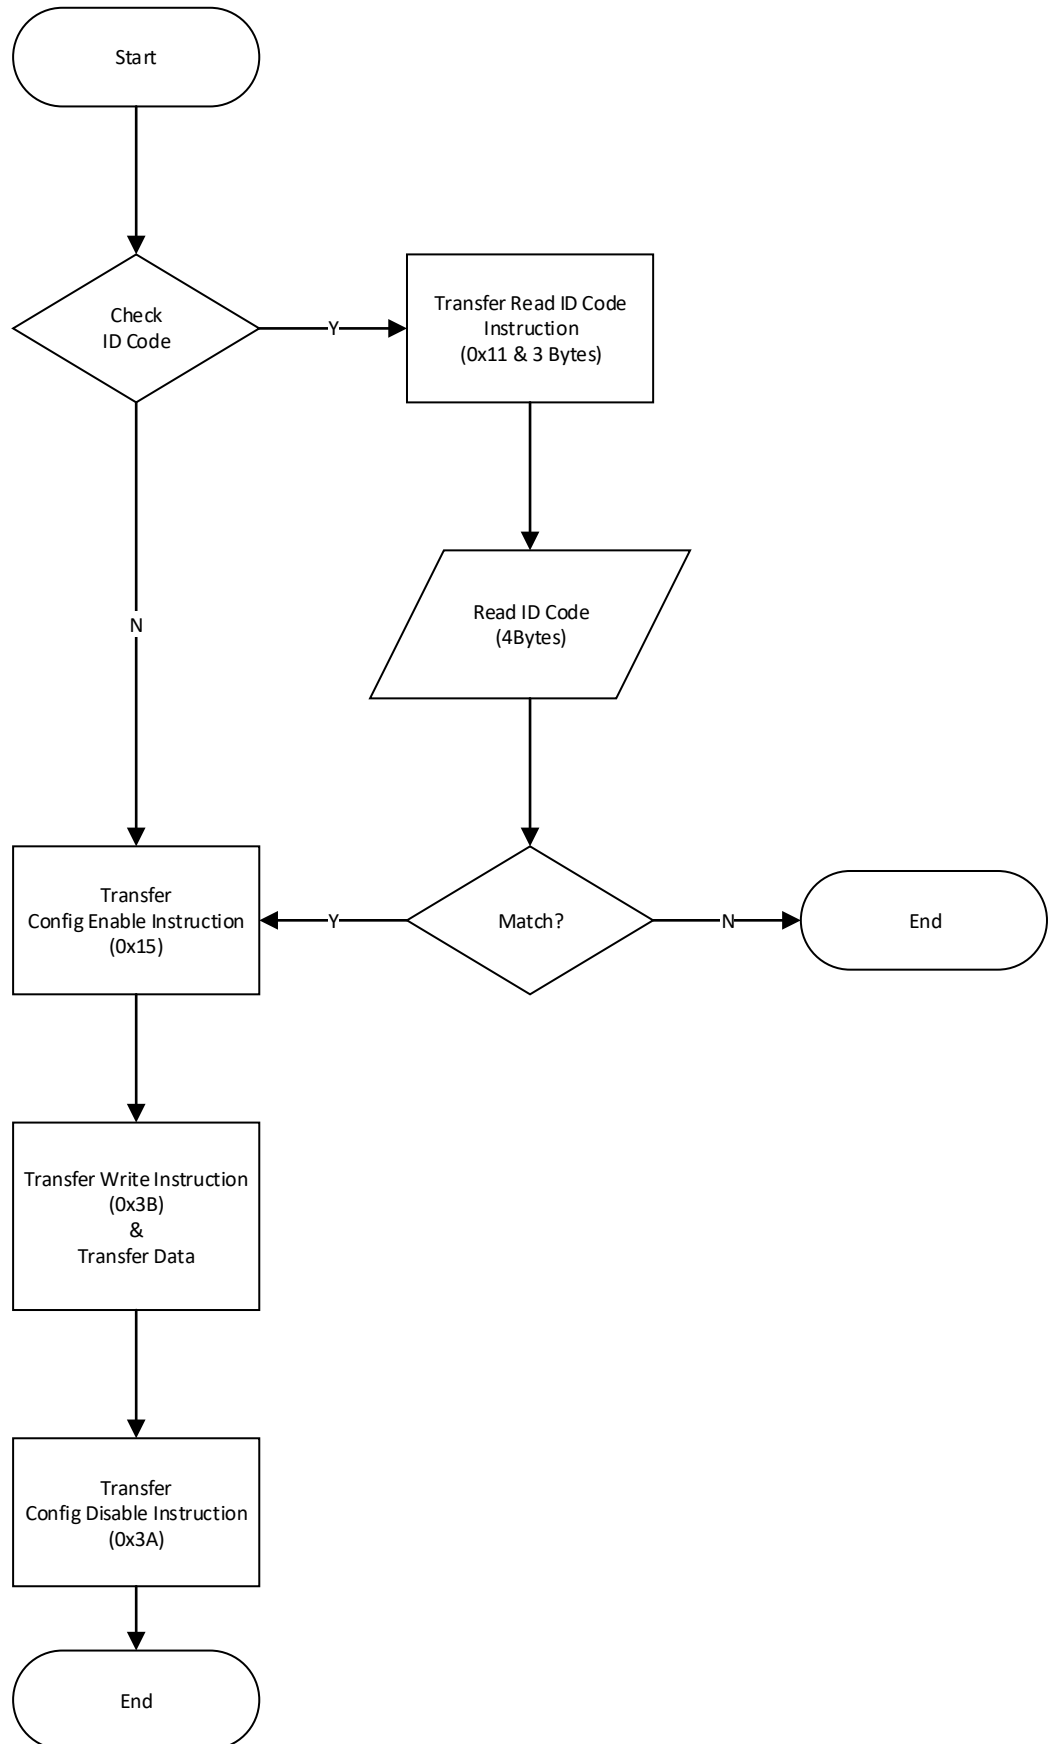 Start
Check
ID Code
Y
Transfer Read ID Code
Instruction
(0x11 & 3 Bytes)
Read ID Code
(4Bytes)
N
Transfer
Config Enable Instruction
(0x15)
Y
Match?
N
End
Transfer Write Instruction
(0x3B)
&
Transfer Data
Transfer
Config Disable Instruction
(0x3A)
End